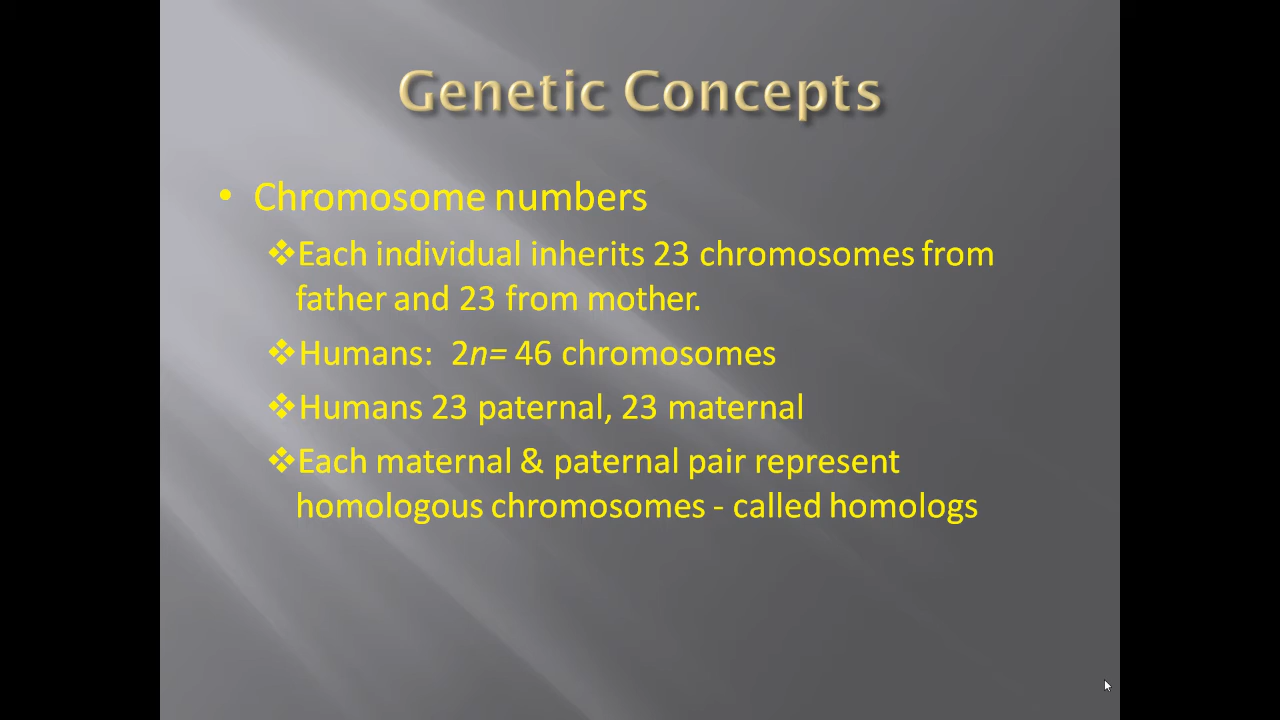 Genetic Concepts
• Chromosome numbers
❖Each individual inherits 23 chromosomes from
father and 23 from mother.
❖Humans: 2n= 46 chromosomes
❖Humans 23 paternal, 23 maternal
❖Each maternal & paternal pair represent
homologous chromosomes - called homologs